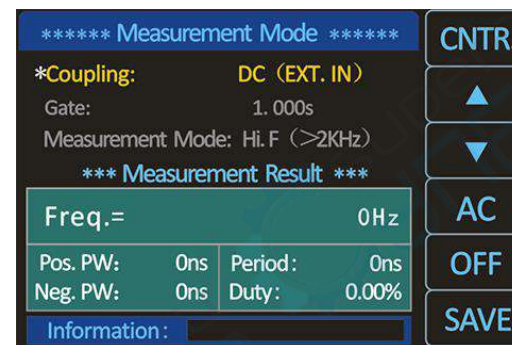 ****** Measurement Mode ******
*Coupling: DC (EXT. IN)
Gate: 1.000s
Measurement Mode: Hi.F (>2KHz)
*** Measurement Result ***
Freq.= 0Hz
Pos. PW: 0ns Period: 0ns
Neg. PW: 0ns Duty: 0.00%
Information:
CNTR
AC
OFF
SAVE